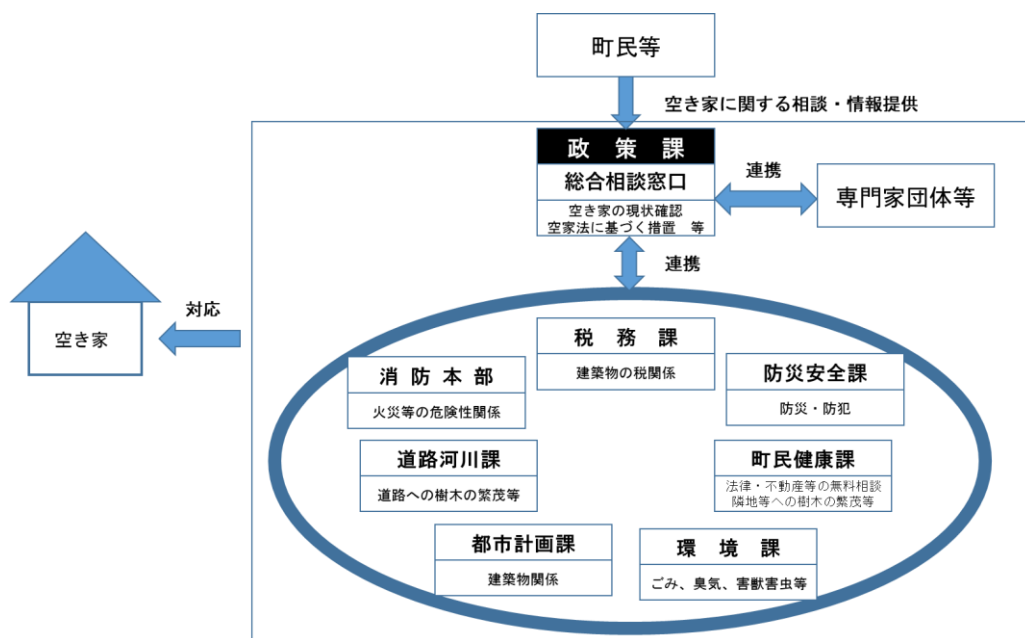 町民等
空き家に関する相談・情報提供
政 策 課
総合相談窓口
空き家の現状確認
空家法に基づく措置 等
連携
専門家団体等
連携
対応
空き家
税 務 課
建築物の税関係
消 防 本 部
火災等の危険性関係
防災安全課
防災・防犯
道路河川課
道路への樹木の繁茂等
町民健康課
法律・不動産等の無料相談
隣地等への樹木の繁茂等
都市計画課
建築物関係
環 境 課
ごみ、臭気、害獣害虫等